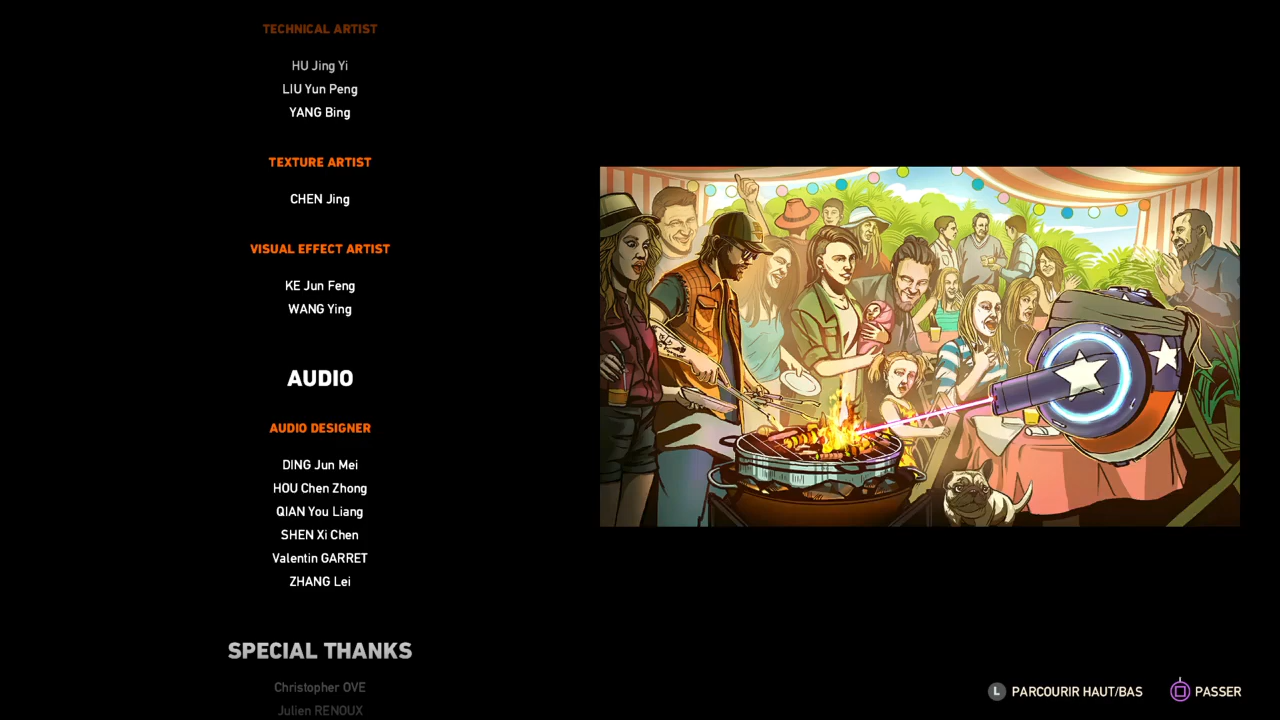 TECHNICAL ARTIST
HU Jing Yi
LIU Yun Peng
YANG Bing
TEXTURE ARTIST
CHEN Jing
VISUAL EFFECT ARTIST
KE Jun Feng
WANG Ying
AUDIO
AUDIO DESIGNER
DING Jun Mei
HOU Chen Zhong
QIAN You Liang
SHEN Xi Chen
Valentin GARRET
ZHANG Lei
SPECIAL THANKS
Christopher OVE
Julien RENOUX
L PARCOURIR HAUT/BAS
PASSER